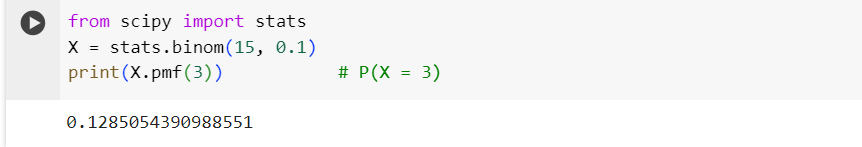 from scipy import stats
X = stats.binom(15, 0.1)
print(X.pmf(3))            # P(X = 3)
0.1285054390988551